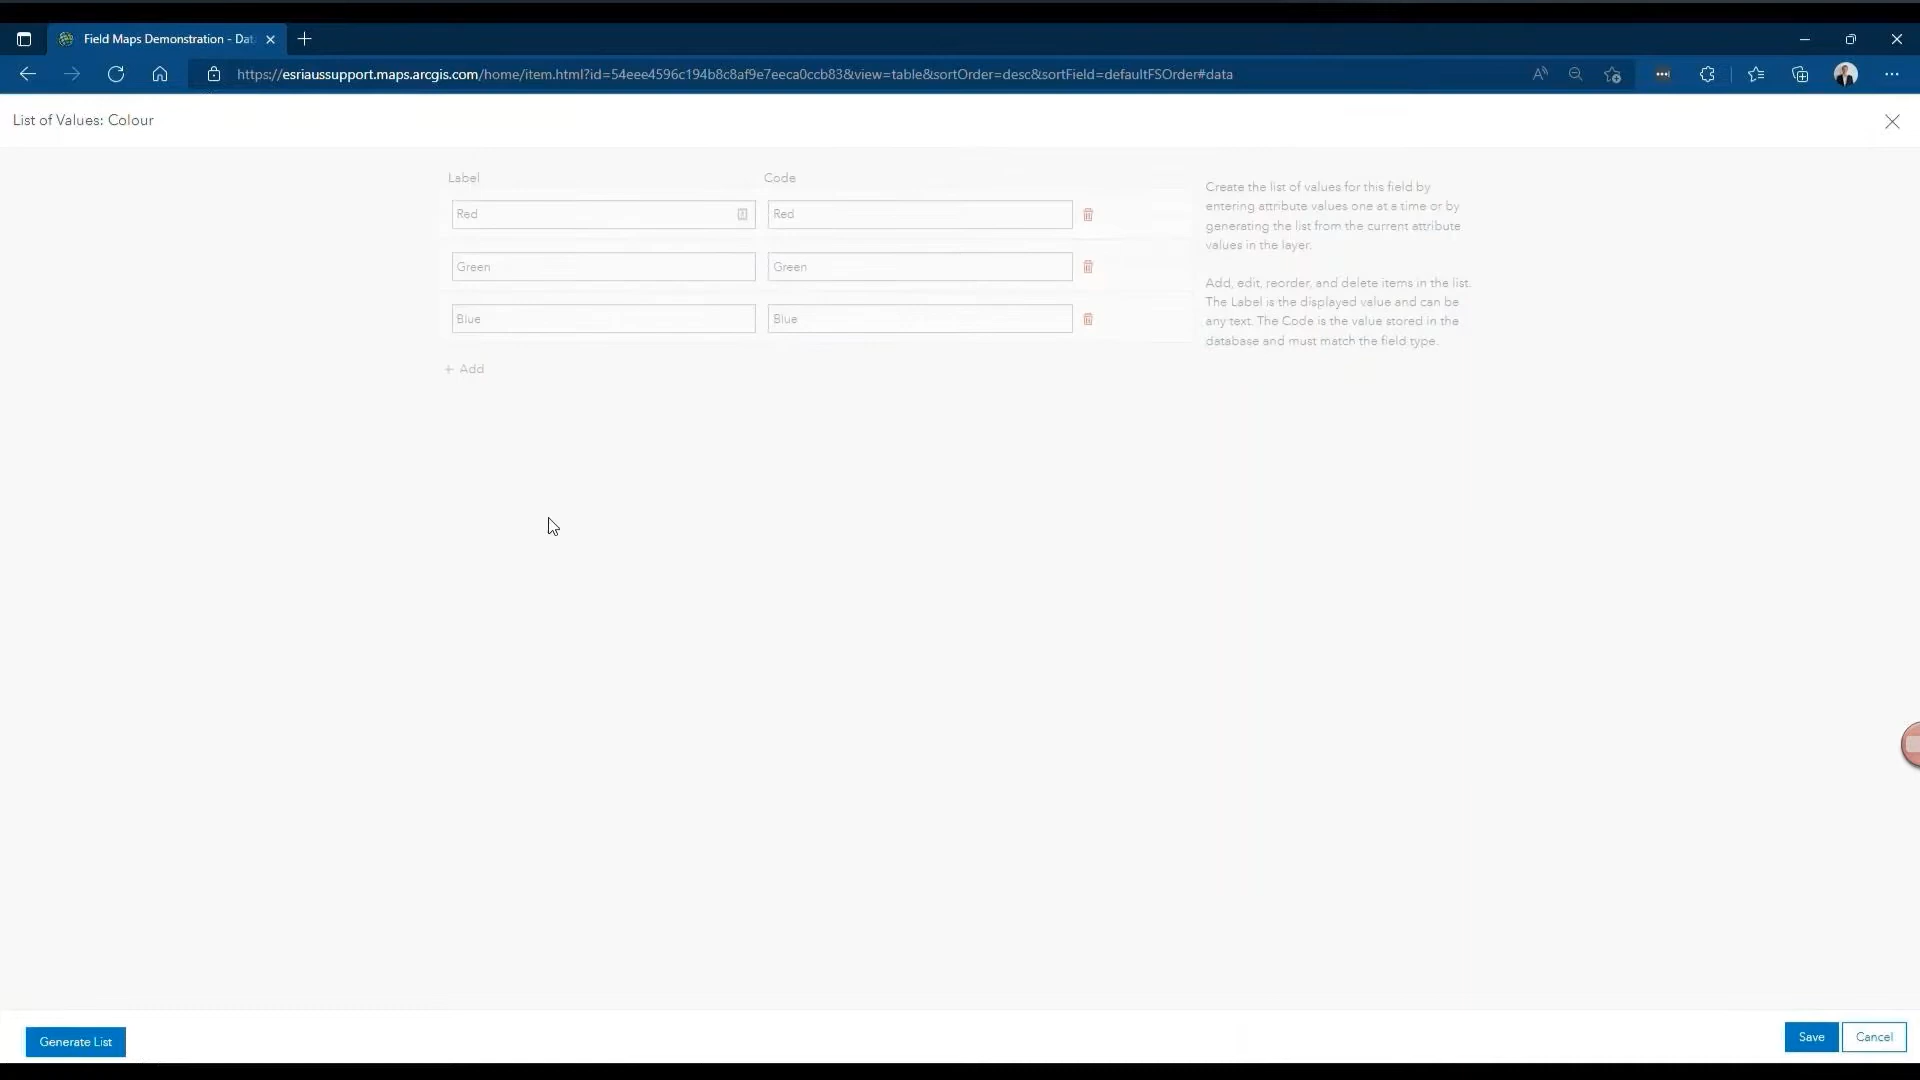 Field Maps Demonstration - Dat
https://esriaussupport.maps.arcgis.com/home/item.html?id=54eee4596c194b8c8af9e7eeca0ccb83&view=table&sortOrder=desc&sortField=defaultFSOrder#data
List of Values: Colour
Label Code
Red Red
Green Green
Blue Blue
+ Add
Create the list of values for this field by
entering attribute values one at a time or by
generating the list from the current attribute
values in the layer.
Add, edit, reorder, and delete items in the list.
The Label is the displayed value and can be
any text. The Code is the value stored in the
database and must match the field type.
Generate List
Save Cancel